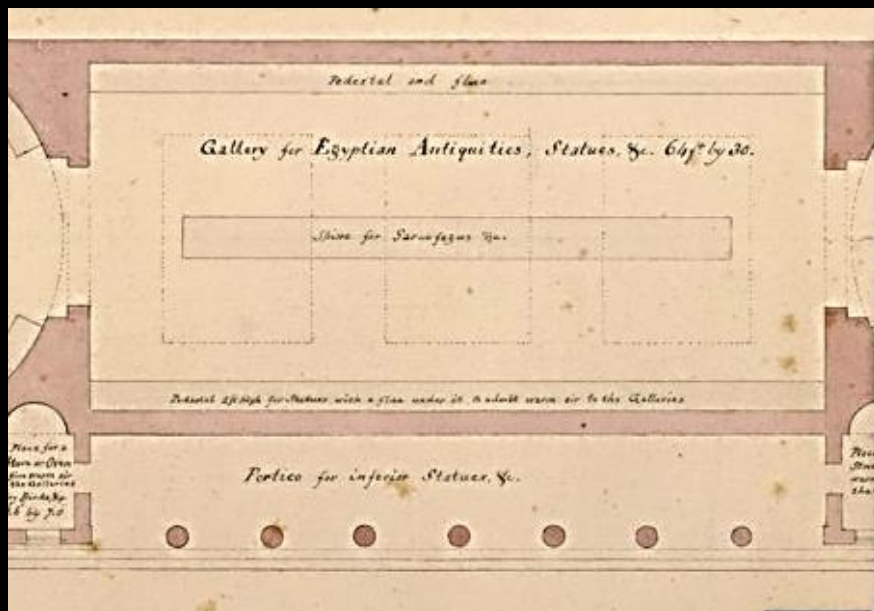 Pedestal and flue
Gallery for Egyptian Antiquities, Statues, &c. 64ft by 30.
for Sarcofagus &c.
Pedestal 2ft high for Statues, with a flue under it to admit warm air to the Galleries
Portico for inferior Statues, &c.
Place for a
or Oven
warm air
the Galleries
by 7.0